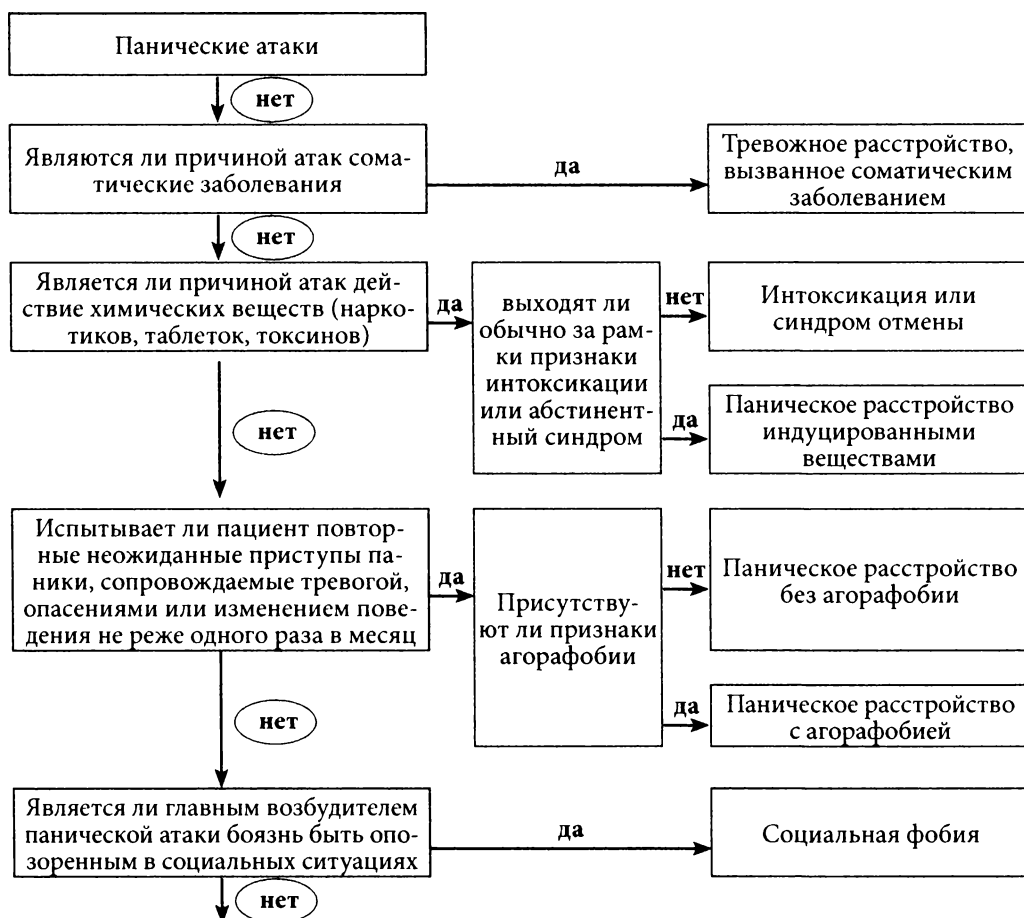 Панические атаки
нет
Являются ли причиной атак сома-
тические заболевания
да
Тревожное расстройство,
вызванное соматическим
заболеванием
нет
Является ли причиной атак дей-
ствие химических веществ (нарко-
тиков, таблеток, токсинов)
да
выходят ли
обычно за рам-
ки признаки
интоксикации
или абстинент-
ный синдром
нет
Интоксикация или
синдром отмены
да
Паническое расстройство
индуцированными
веществами
нет
Испытывает ли пациент повтор-
ные неожиданные приступы па-
ники, сопровождаемые тревогой,
опасениями или изменением пове-
дения не реже одного раза в месяц
да
Присутству-
ют ли признаки
агорафобии
нет
Паническое расстройство
без агорафобии
да
Паническое расстройство
с агорафобией
нет
Является ли главным возбудителем
панической атаки боязнь быть опо-
зоренным в социальных ситуациях
да
Социальная фобия
нет